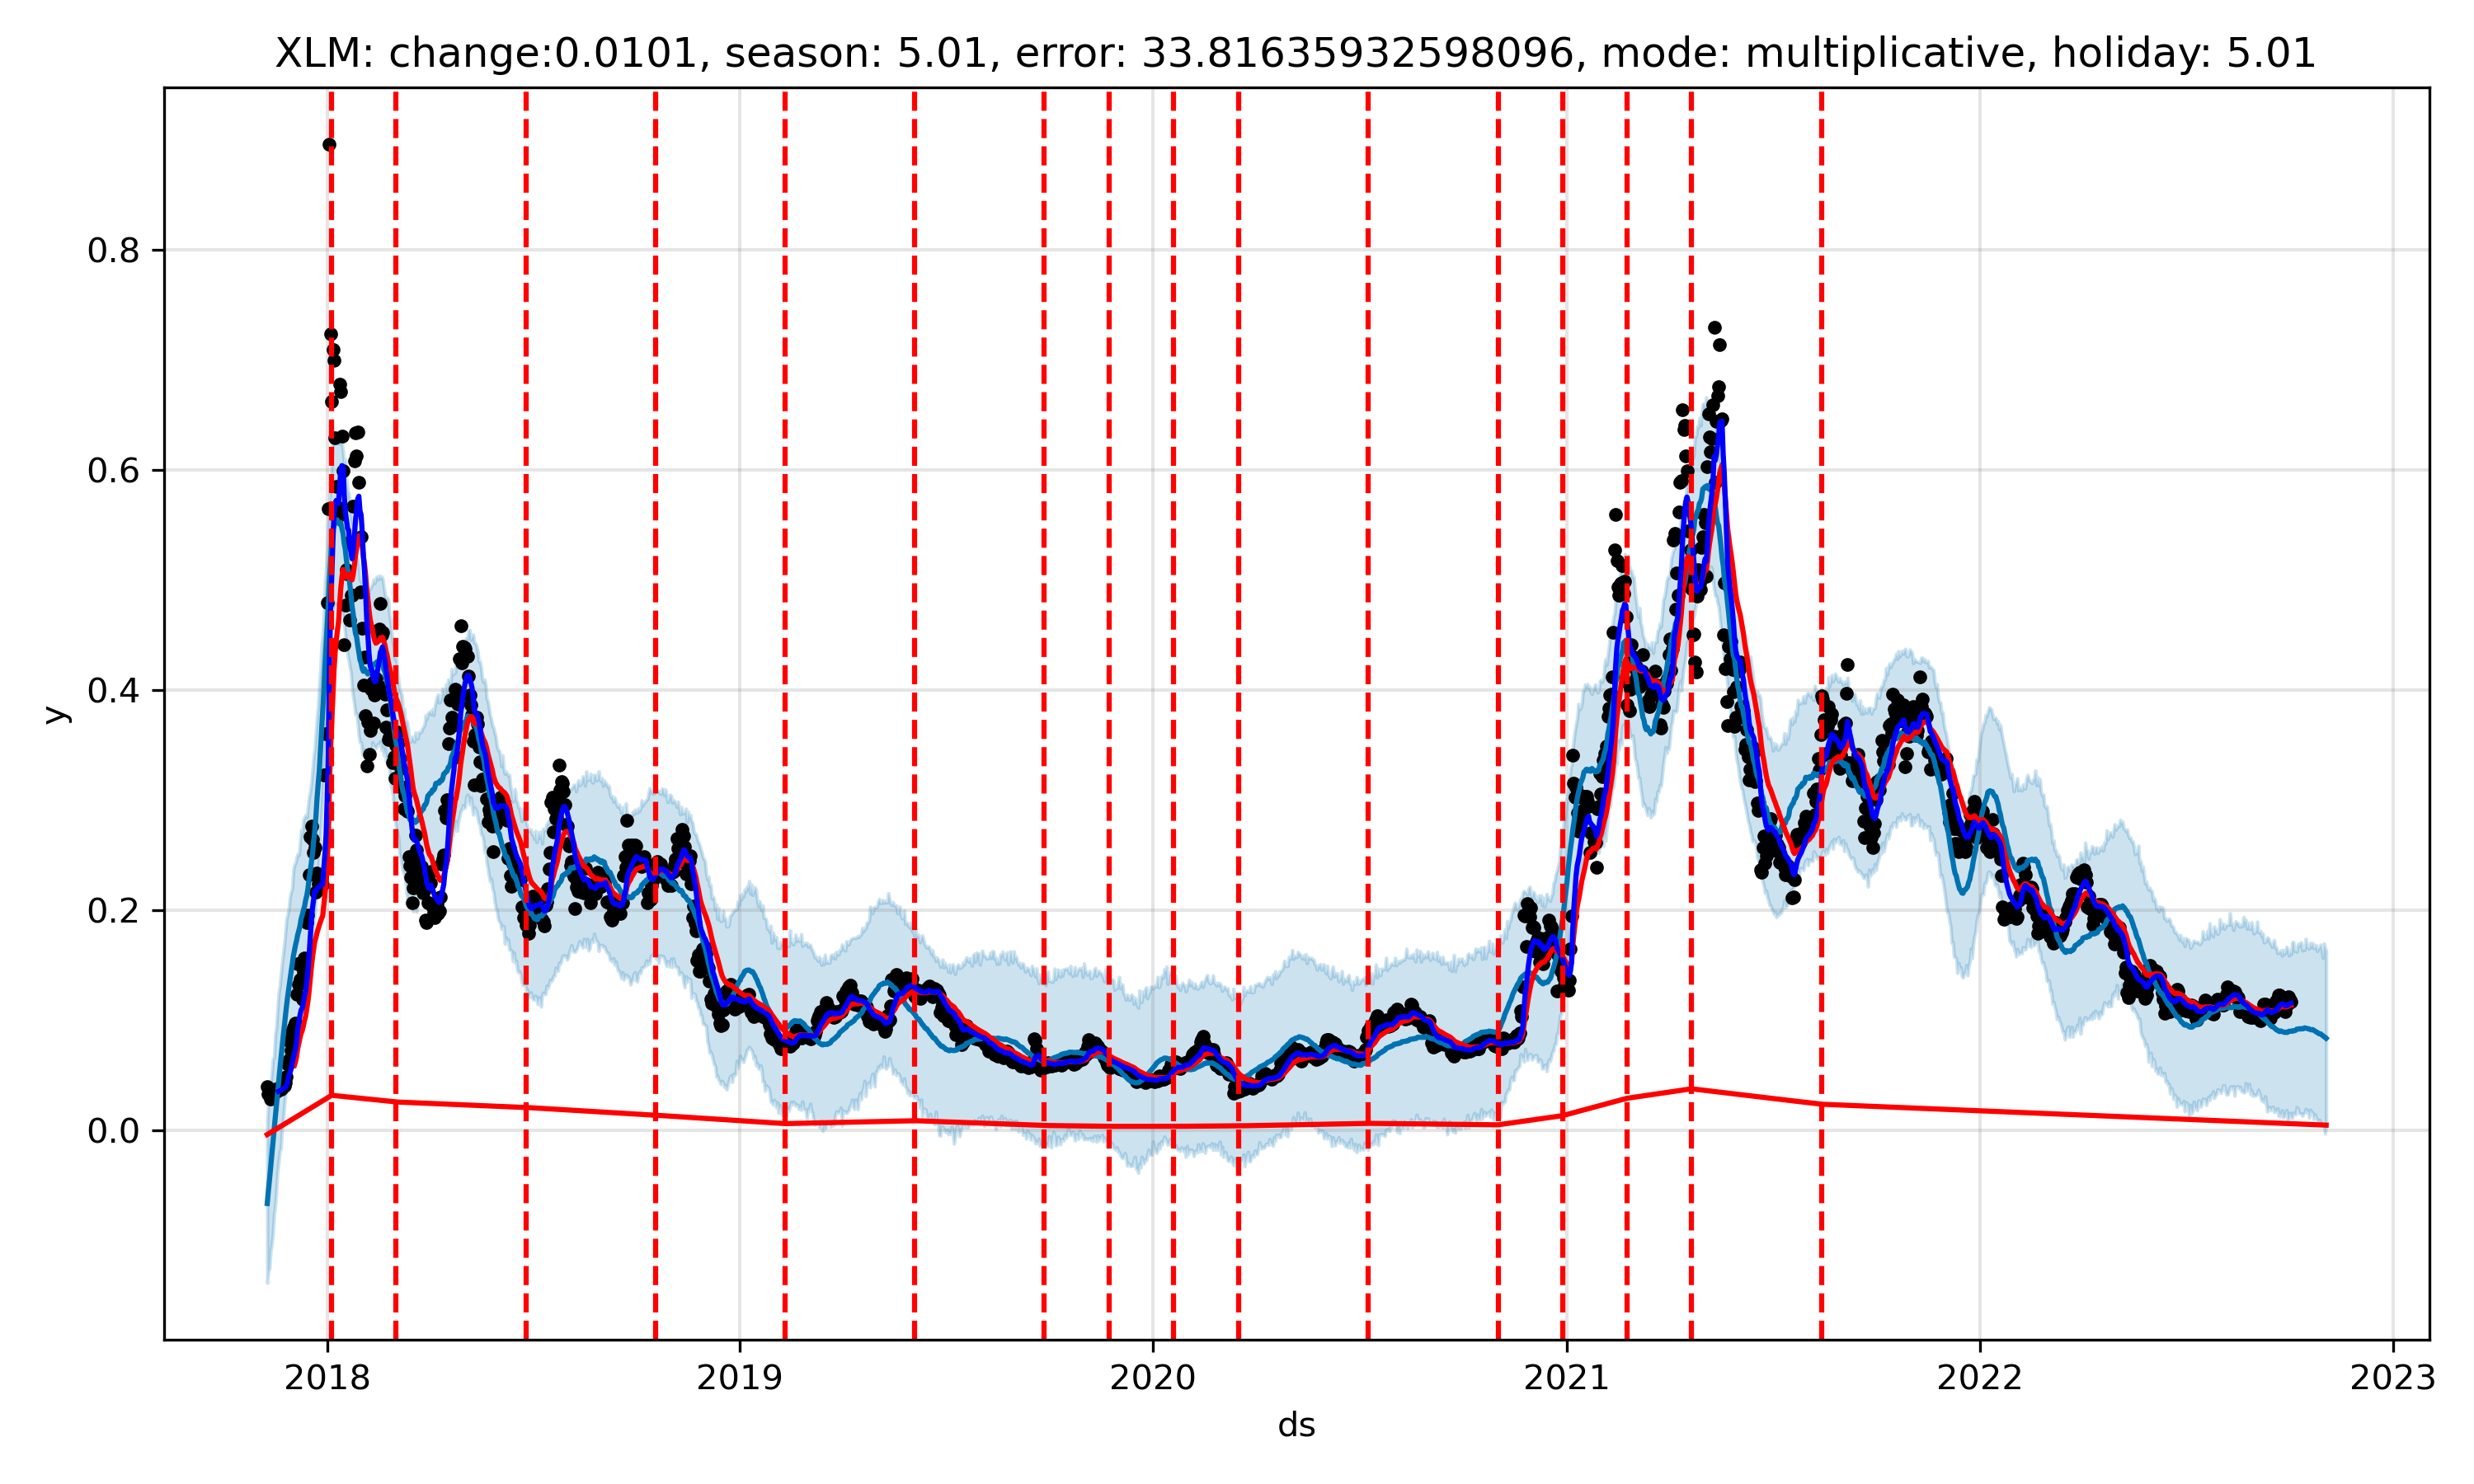 XLM: change:0.0101, season: 5.01, error: 33.81635932598096, mode: multiplicative, holiday: 5.01
0.8
0.6
0.4
0.2
0.0
y
2018 2019 2020 2021 2022 2023
ds